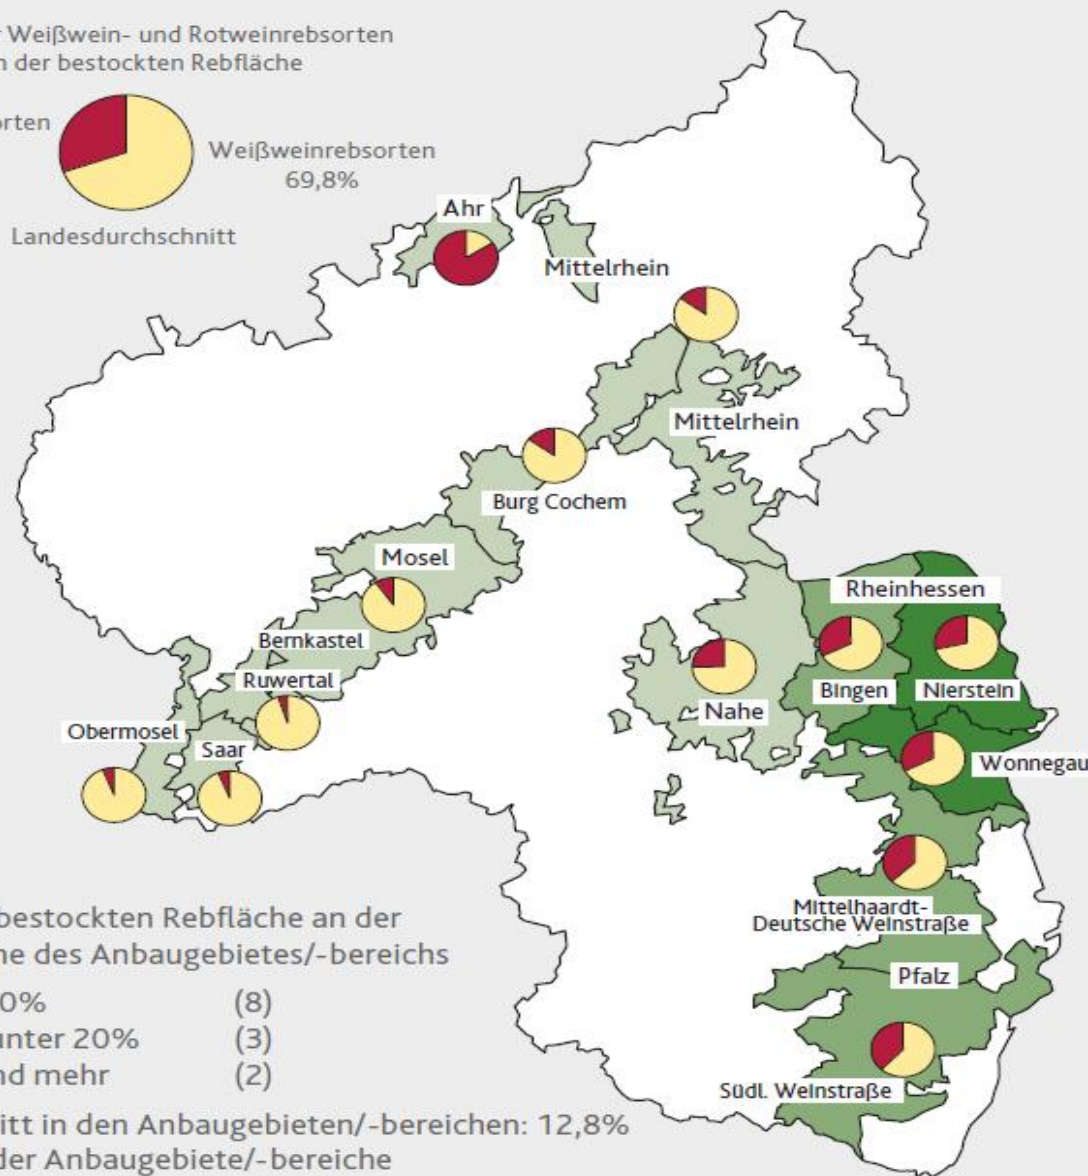 Weißwein- und Rotweinrebsorten
der bestockten Rebfläche
Weißweinrebsorten
69,8%
Landesdurchschnitt
Ahr
Mittelrhein
Mittelrhein
Burg Cochem
Mosel
Bernkastel
Ruwertal
Obermosel
Saar
Rheinhessen
Bingen
Nierstein
Nahe
Wonnegau
Mittelhaardt-
Deutsche Weinstraße
Pfalz
Südl. Weinstraße
bestockten Rebfläche an der
des Anbaugebietes/-bereichs
0% (8)
unter 20% (3)
nd mehr (2)
itt in den Anbaugebieten/-bereichen: 12,8%
der Anbaugebiete/-bereiche